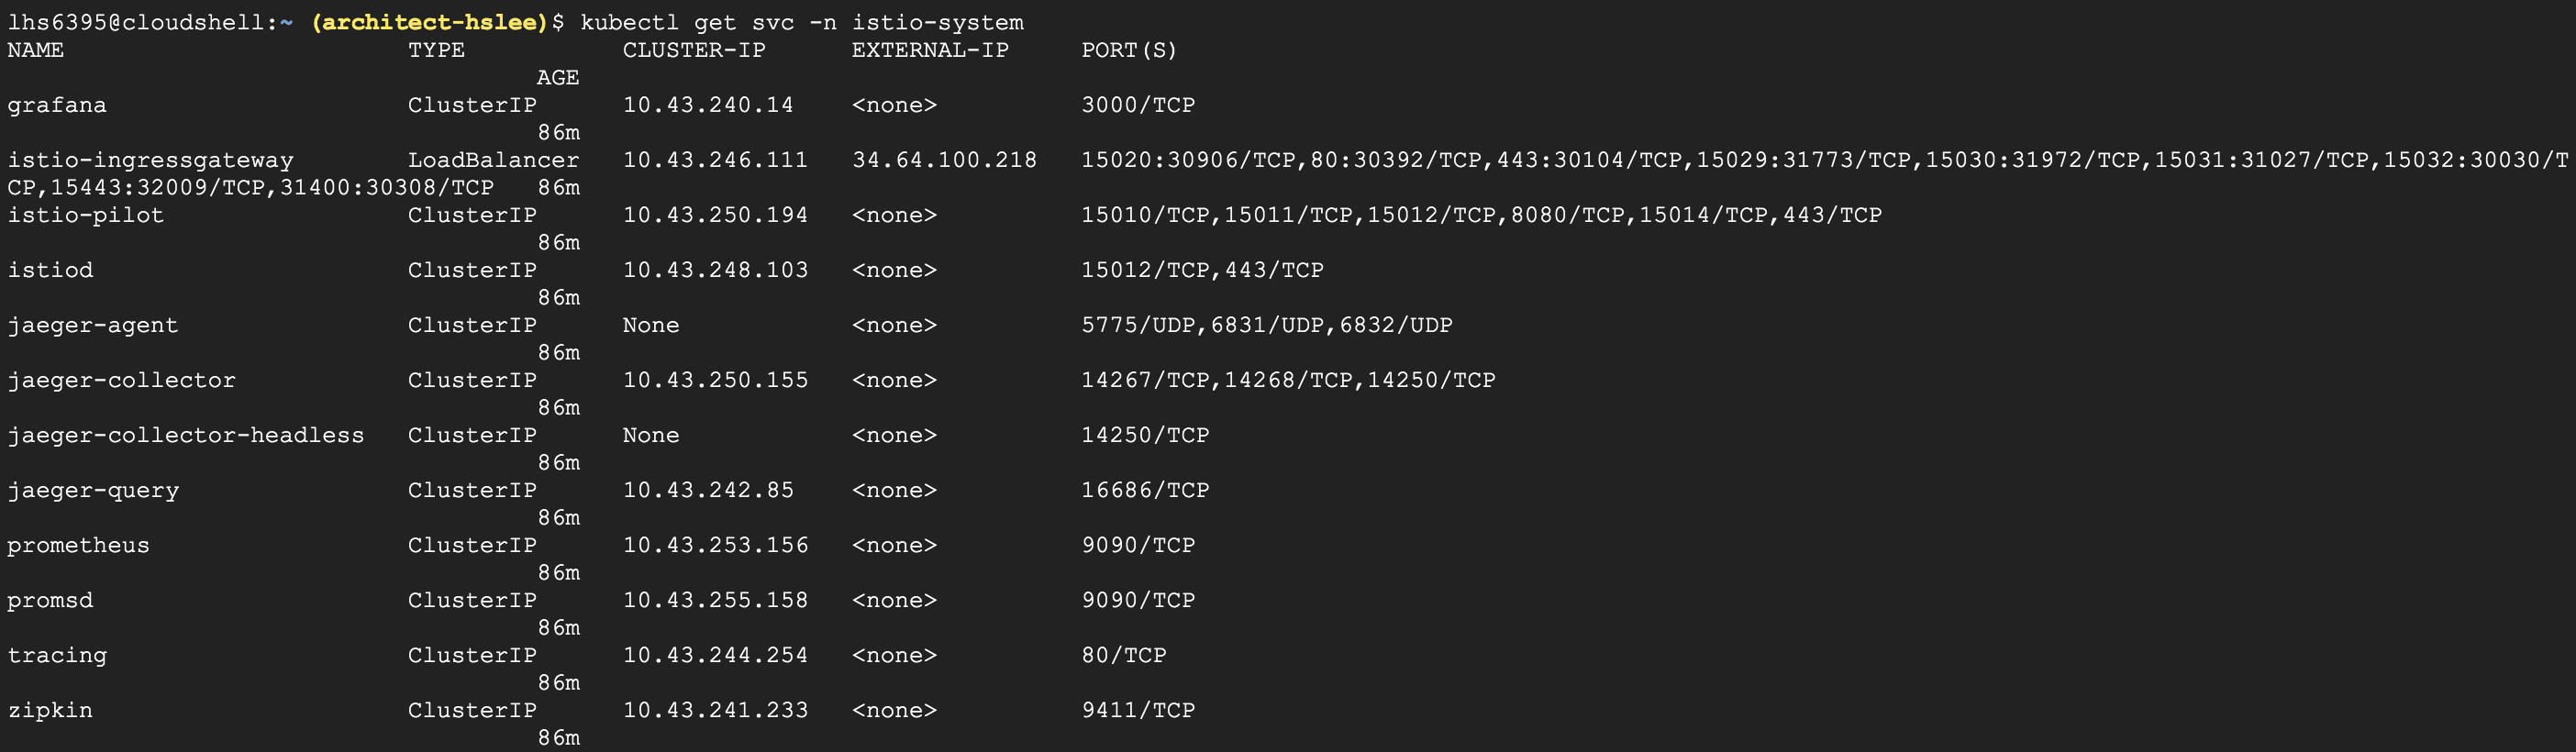 lhs6395@cloudshell:~ (architect-hslee)$ kubectl get svc -n istio-system
NAME                        TYPE           CLUSTER-IP      EXTERNAL-IP     PORT(S)
                                     AGE
grafana                     ClusterIP      10.43.240.14    <none>          3000/TCP
                                     86m
istio-ingressgateway        LoadBalancer   10.43.246.111   34.64.100.218   15020:30906/TCP,80:30392/TCP,443:30104/TCP,15029:31773/TCP,15030:31972/TCP,15031:31027/TCP,15032:30030/T
CP,15443:32009/TCP,31400:30308/TCP   86m
istio-pilot                 ClusterIP      10.43.250.194   <none>          15010/TCP,15011/TCP,15012/TCP,8080/TCP,15014/TCP,443/TCP
                                     86m
istiod                      ClusterIP      10.43.248.103   <none>          15012/TCP,443/TCP
                                     86m
jaeger-agent                ClusterIP      None            <none>          5775/UDP,6831/UDP,6832/UDP
                                     86m
jaeger-collector            ClusterIP      10.43.250.155   <none>          14267/TCP,14268/TCP,14250/TCP
                                     86m
jaeger-collector-headless   ClusterIP      None            <none>          14250/TCP
                                     86m
jaeger-query                ClusterIP      10.43.242.85    <none>          16686/TCP
                                     86m
prometheus                  ClusterIP      10.43.253.156   <none>          9090/TCP
                                     86m
promsd                      ClusterIP      10.43.255.158   <none>          9090/TCP
                                     86m
tracing                     ClusterIP      10.43.244.254   <none>          80/TCP
                                     86m
zipkin                      ClusterIP      10.43.241.233   <none>          9411/TCP
                                     86m